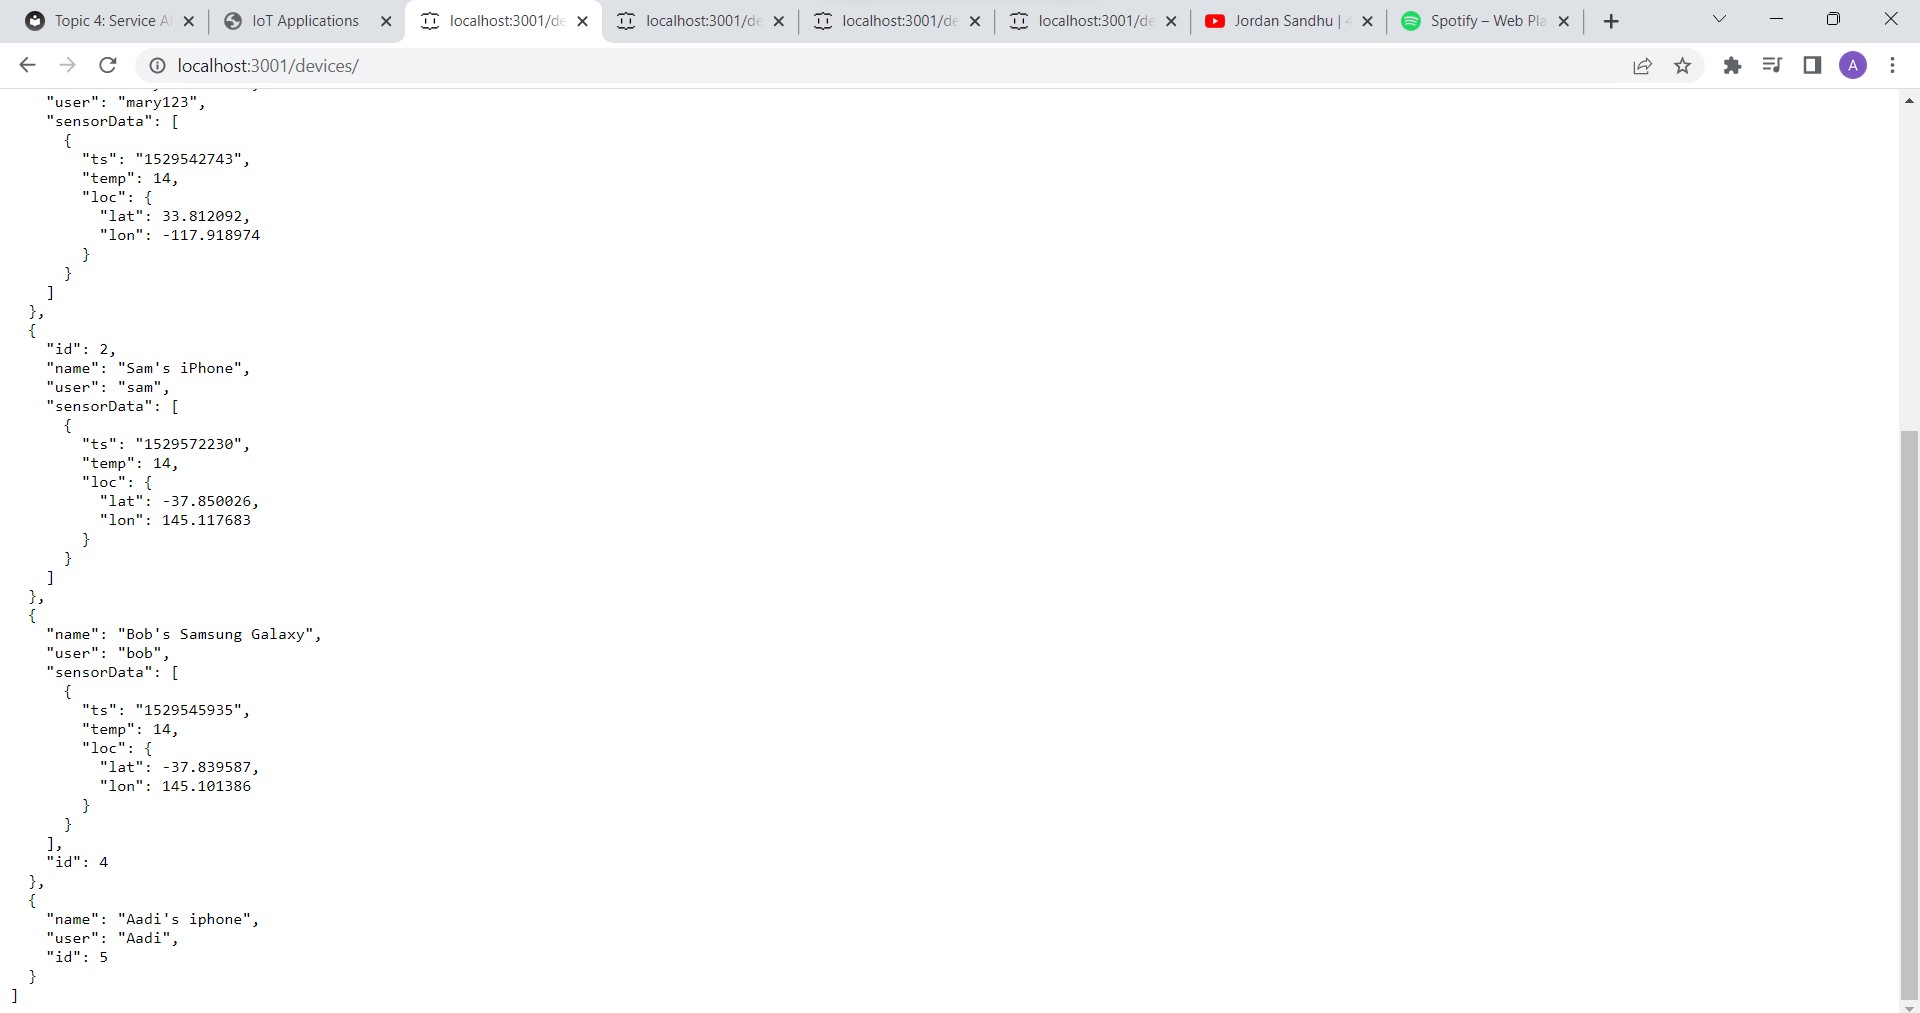 Topic 4: Service A
IoT Applications
localhost:3001/de
localhost:3001/de
localhost:3001/de
localhost:3001/de
Jordan Sandhu | 4
Spotify – Web Pla
localhost:3001/devices/
A
"user": "mary123",
"sensorData": [
{
"ts": "1529542743",
"temp": 14,
"loc": {
"lat": 33.812092,
"lon": -117.918974
}
}
]
},
{
"id": 2,
"name": "Sam's iPhone",
"user": "sam",
"sensorData": [
{
"ts": "1529572230",
"temp": 14,
"loc": {
"lat": -37.850026,
"lon": 145.117683
}
}
]
},
{
"name": "Bob's Samsung Galaxy",
"user": "bob",
"sensorData": [
{
"ts": "1529545935",
"temp": 14,
"loc": {
"lat": -37.839587,
"lon": 145.101386
}
}
],
"id": 4
},
{
"name": "Aadi's iphone",
"user": "Aadi",
"id": 5
}
]